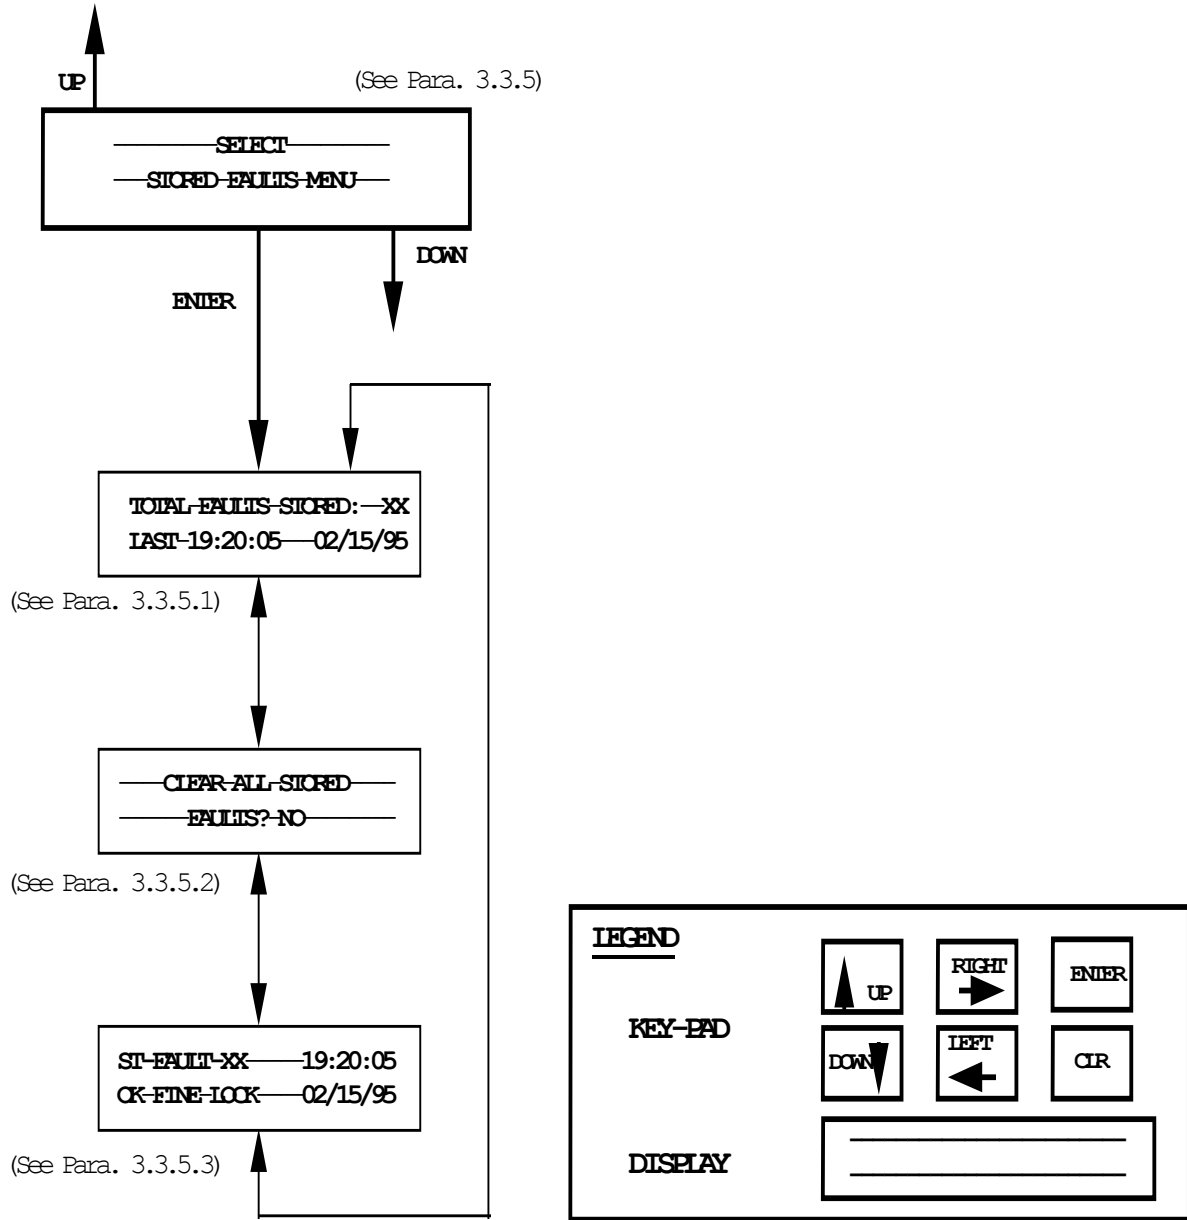 UP
(See Para. 3.3.5)
SELECT
STORED FAULTS MENU
DOWN
ENTER
TOTAL FAULTS STORED: XX
LAST 19:20:05 02/15/95
(See Para. 3.3.5.1)
CLEAR ALL STORED
FAULTS? NO
(See Para. 3.3.5.2)
ST FAULT XX 19:20:05
OK FINE LOCK 02/15/95
(See Para. 3.3.5.3)
LEGEND
KEY-PAD
UP
RIGHT
ENTER
DOWN
LEFT
CLR
DISPLAY